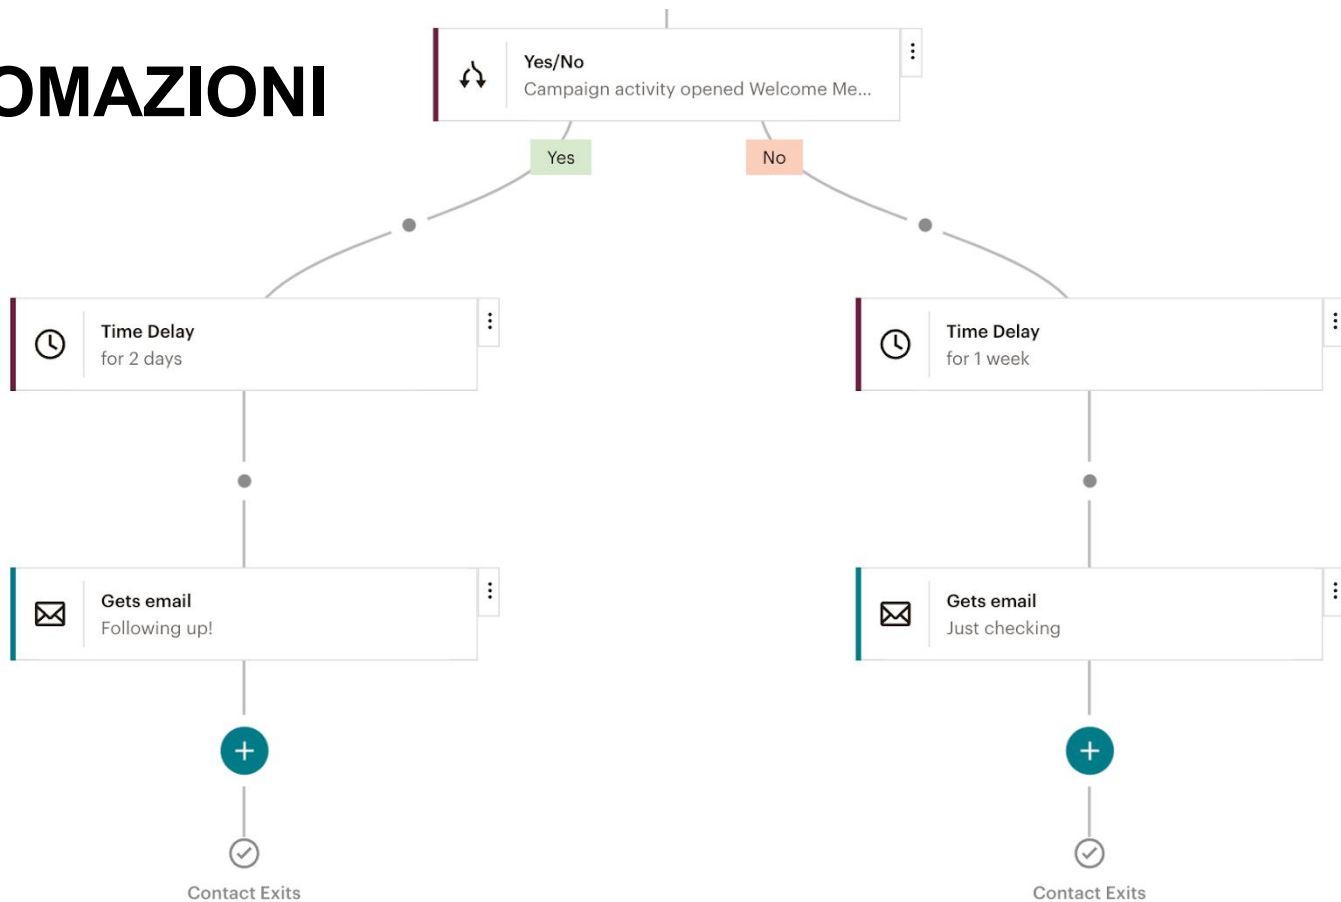 OMAZIONI
Yes/No
Campaign activity opened Welcome Me...
Yes
No
Time Delay
for 2 days
Time Delay
for 1 week
Gets email
Following up!
Gets email
Just checking
Contact Exits
Contact Exits